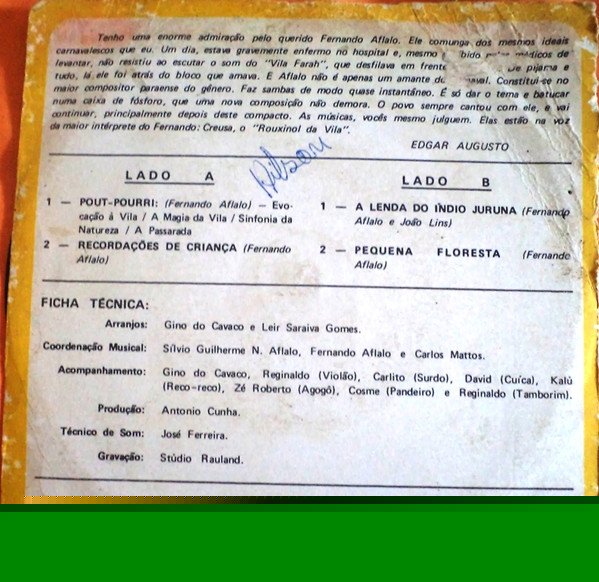 Tenho uma enorme admiração pelo querido Fernando Aflalo. Ele comunga dos mesmos ideais
carnavalescos que eu. Um dia, estava gravemente enfermo no hospital e, mesmo bido médicos de
levantar, não resistiu ao escutar o som do "Vila Farah", que desfilava em frente De pijama e
tudo, lá ele foi atrás do bloco que amava. E Aflalo não é apenas um amante do naval. Constitui-se no
maior compositor paraense do gênero. Faz sambas de modo quase instantâneo. É só dar o tema e batucar
numa caixa de fósforo, que uma nova composição não demora. O povo sempre cantou com ele, e vai
continuar, principalmente depois deste compacto. As músicas, vocês mesmo julguem. Elas estão na voz
da maior intérprete do Fernando: Creusa, o "Rouxinol da Vila".
EDGAR AUGUSTO
LADO A
1 — POUT-POURRI: (Fernando Aflalo) — Evo-
cação à Vila / A Magia da Vila / Sinfonia da
Natureza / A Passarada
2 — RECORDAÇÕES DE CRIANÇA (Fernando
Aflalo)
LADO B
1 — A LENDA DO ÍNDIO JURUNA (Fernando
Aflalo e João Lins)
2 — PEQUENA FLORESTA (Fernando
Aflalo)
FICHA TÉCNICA:
Arranjos: Gino do Cavaco e Leir Saraiva Gomes.
Coordenação Musical: Sílvio Guilherme N. Aflalo, Fernando Aflalo e Carlos Mattos.
Acompanhamento: Gino do Cavaco, Reginaldo (Violão), Carlito (Surdo), David (Cuíca), Kalú
(Reco-reco), Zé Roberto (Agogô), Cosme (Pandeiro) e Reginaldo (Tamborim).
Produção: Antonio Cunha.
Técnico de Som: José Ferreira.
Gravação: Stúdio Rauland.